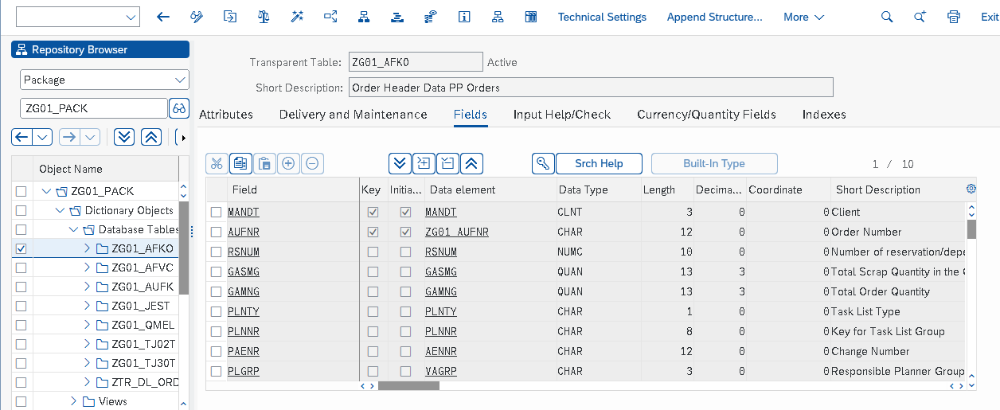 Technical Settings Append Structure... More Exit
Repository Browser
Package
ZG01_PACK
Object Name
ZG01_PACK
Dictionary Objects
Database Tables
ZG01_AFKO
ZG01_AFVC
ZG01_AUFK
ZG01_JEST
ZG01_QMEL
ZG01_TJ02T
ZG01_TJ30T
ZTR_DL_ORD
Views
Transparent Table: ZG01_AFKO Active
Short Description: Order Header Data PP Orders
Attributes Delivery and Maintenance Fields Input Help/Check Currency/Quantity Fields Indexes
Srch Help Built-In Type 1 / 10
Field Key Initia... Data element Data Type Length Decima... Coordinate Short Description
MANDT MANDT CLNT 3 0 0 Client
AUFNR ZG01_AUFNR CHAR 12 0 0 Order Number
RSNUM RSNUM NUMC 10 0 0 Number of reservation/depe
GASMG GASMG QUAN 13 3 0 Total Scrap Quantity in the
GAMNG GAMNG QUAN 13 3 0 Total Order Quantity
PLNTY PLNTY CHAR 1 0 0 Task List Type
PLNNR PLNNR CHAR 8 0 0 Key for Task List Group
PAENR AENNR CHAR 12 0 0 Change Number
PLGRP VAGRP CHAR 3 0 0 Responsible Planner Group